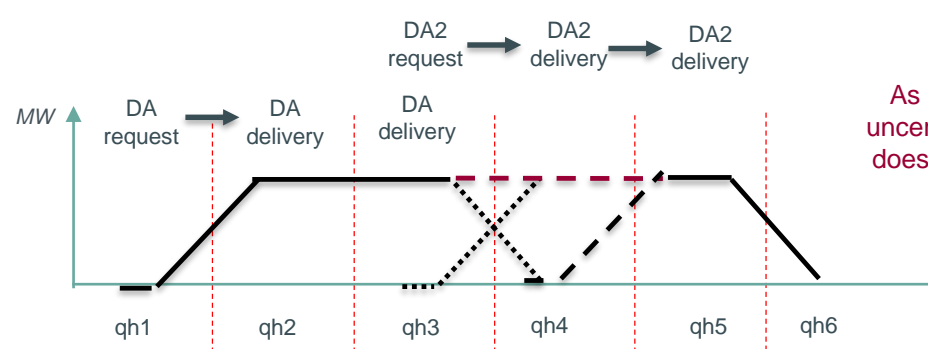 DA2
request
DA2
delivery
DA2
delivery
MW
DA
request
DA
delivery
DA
delivery
As
does
qh1
qh2
qh3
qh4
qh5
qh6